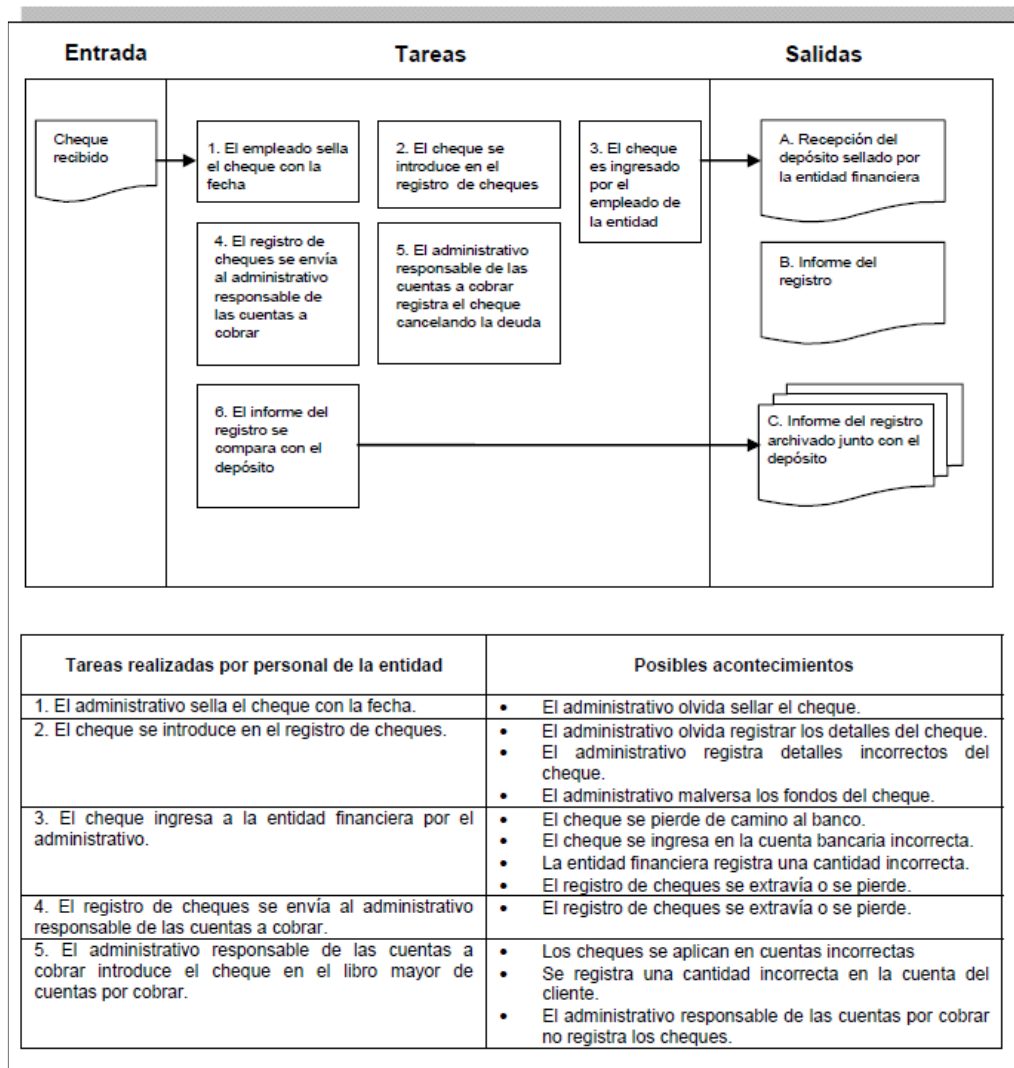 Entrada
Tareas
Salidas
Cheque
recibido
1. El empleado sella
el cheque con la
fecha
2. El cheque se
introduce en el
registro de cheques
3. El cheque
es ingresado
por el
empleado de
la entidad
A. Recepción del
depósito sellado por
la entidad financiera
4. El registro de
cheques se envía
al administrativo
responsable de
las cuentas a
cobrar
5. El administrativo
responsable de las
cuentas a cobrar
registra el cheque
cancelando la deuda
B. Informe del
registro
6. El informe del
registro se
compara con el
depósito
C. Informe del registro
archivado junto con el
depósito
Tareas realizadas por personal de la entidad
Posibles acontecimientos
1. El administrativo sella el cheque con la fecha.
• El administrativo olvida sellar el cheque.
2. El cheque se introduce en el registro de cheques.
• El administrativo olvida registrar los detalles del cheque.
• El administrativo registra detalles incorrectos del
cheque.
• El administrativo malversa los fondos del cheque.
3. El cheque ingresa a la entidad financiera por el
administrativo.
• El cheque se pierde de camino al banco.
• El cheque se ingresa en la cuenta bancaria incorrecta.
• La entidad financiera registra una cantidad incorrecta.
• El registro de cheques se extravía o se pierde.
4. El registro de cheques se envía al administrativo
responsable de las cuentas a cobrar.
• El registro de cheques se extravía o se pierde.
5. El administrativo responsable de las cuentas a
cobrar introduce el cheque en el libro mayor de
cuentas por cobrar.
• Los cheques se aplican en cuentas incorrectas
• Se registra una cantidad incorrecta en la cuenta del
cliente.
• El administrativo responsable de las cuentas por cobrar
no registra los cheques.